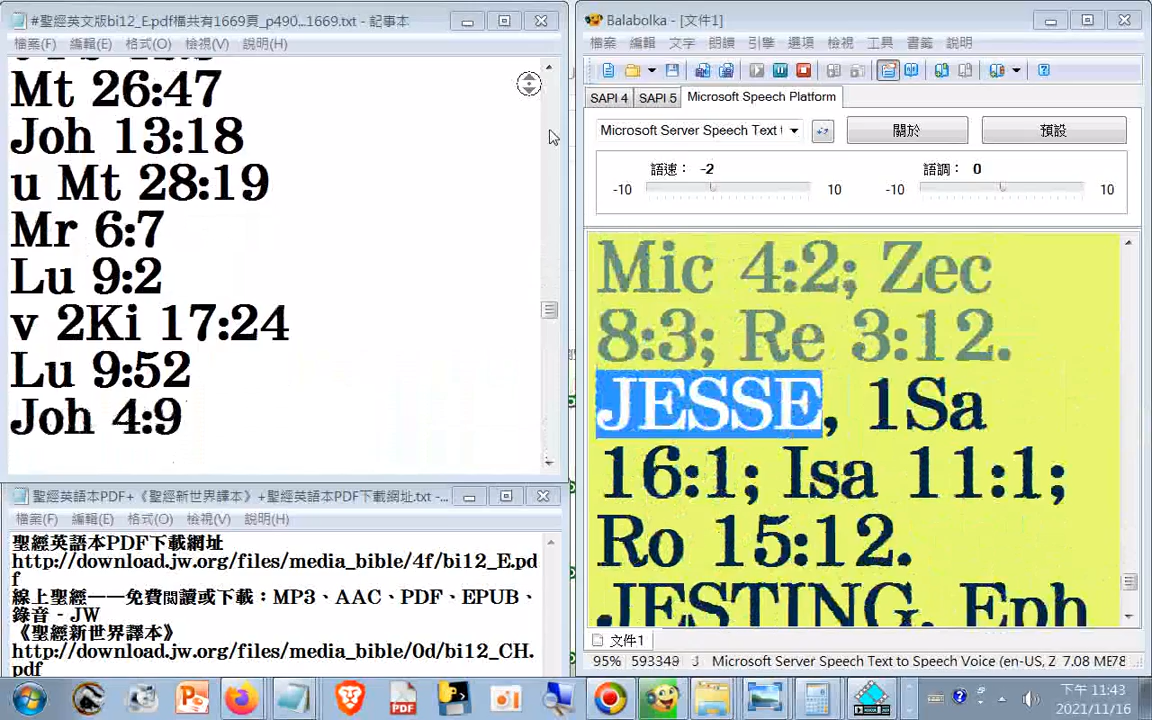 #聖經英文版bi12_E.pdf檔共有1669頁_p490...1669.txt - 記事本
檔案(F) 編輯(E) 格式(O) 檢視(V) 說明(H)
Mt 26:47
Joh 13:18
u Mt 28:19
Mr 6:7
Lu 9:2
v 2Ki 17:24
Lu 9:52
Joh 4:9
聖經英語本PDF+《聖經新世界譯本》+聖經英語本PDF下載網址.txt -...
檔案(F) 編輯(E) 格式(O) 檢視(V) 說明(H)
聖經英語本PDF下載網址
http://download.jw.org/files/media_bible/4f/bi12_E.pd
f
線上聖經——免費閱讀或下載：MP3、AAC、PDF、EPUB、
錄音 - JW
《聖經新世界譯本》
http://download.jw.org/files/media_bible/0d/bi12_CH.
pdf
Balabolka - [文件1]
檔案 編輯 文字 朗讀 引擎 選項 檢視 工具 書籤 說明
SAPI 4 SAPI 5 Microsoft Speech Platform
Microsoft Server Speech Text 關於 預設
語速： -2 語調： 0
-10 10 -10 10
Mic 4:2; Zec
8:3; Re 3:12.
JESSE, 1Sa
16:1; Isa 11:1;
Ro 15:12.
JESTING, Eph
文件1
95% 593349 Microsoft Server Speech Text to Speech Voice (en-US, Z 7.08 ME78
PDF
下午 11:43
2021/11/16